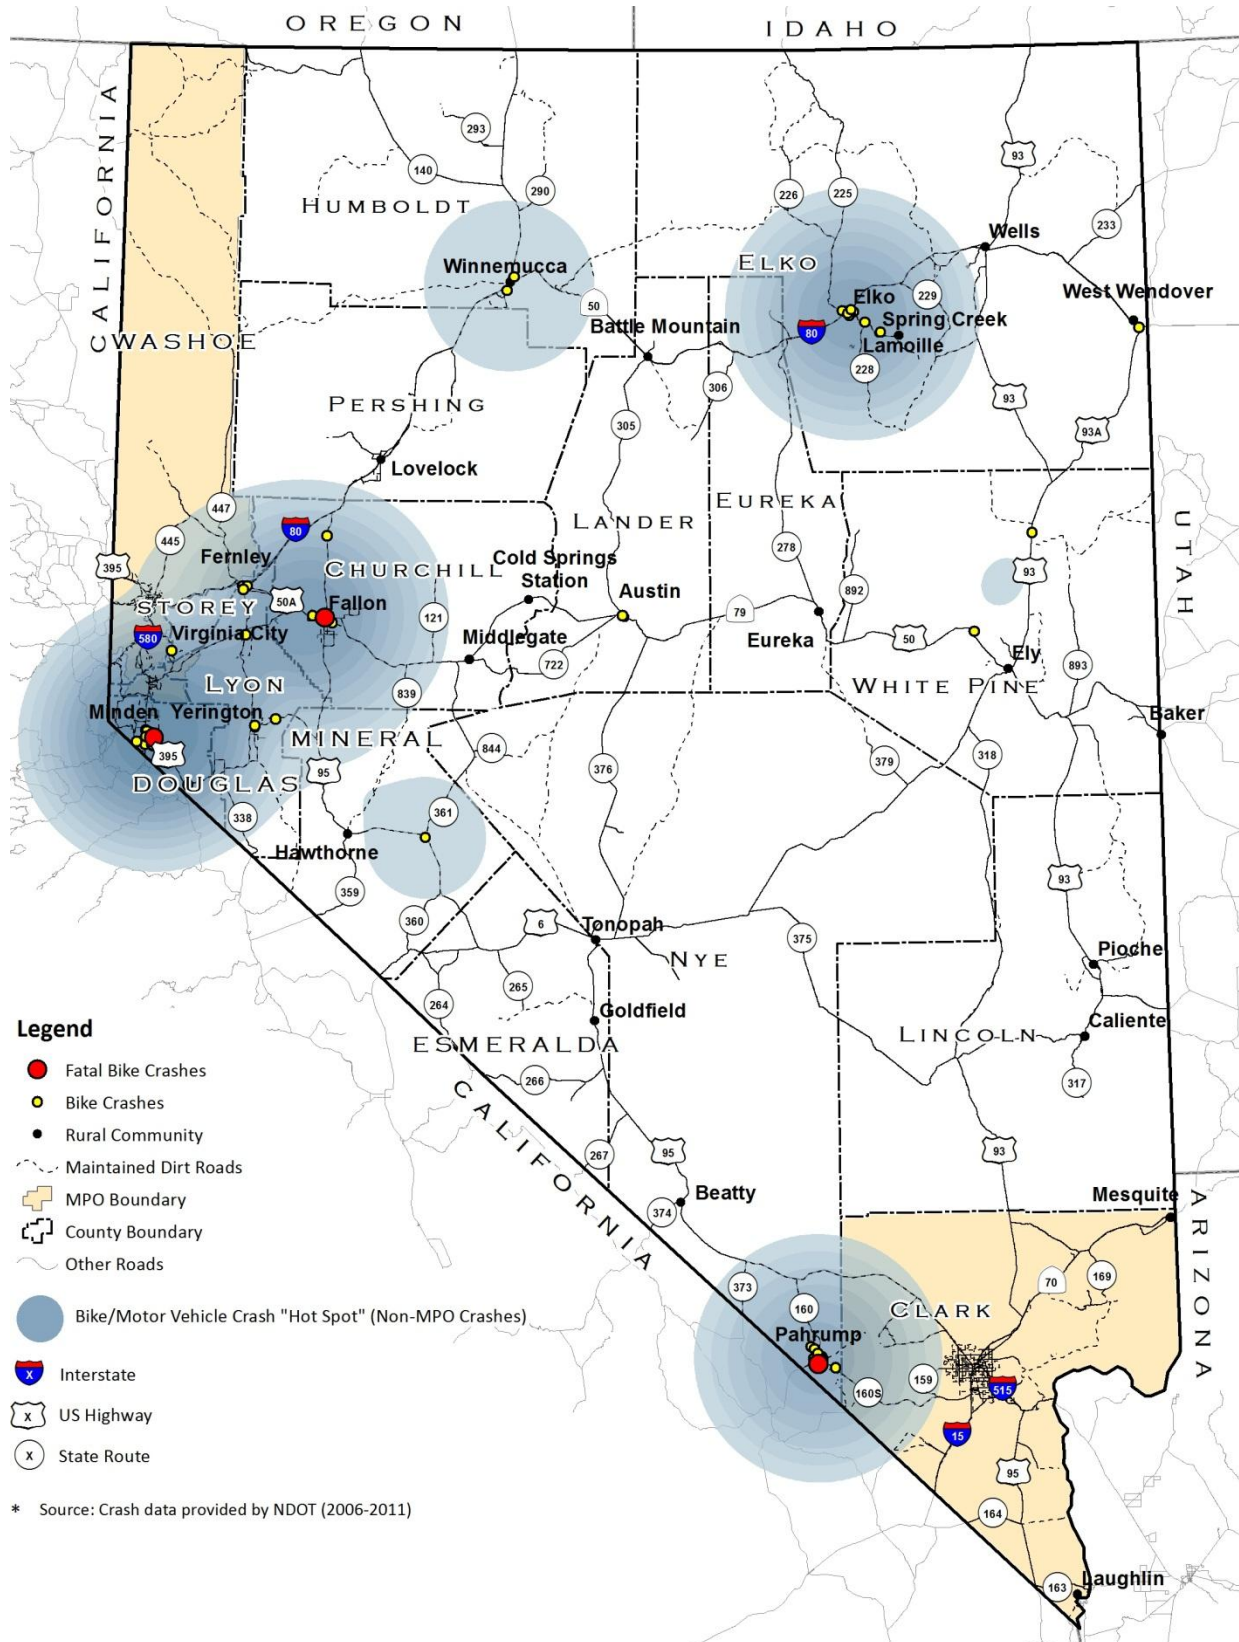 OREGON
IDAHO
CALIFORNIA
293
93
140
290
226
225
HUMBOLDT
233
Wells
ELKO
Winnemucca
229
West Wendover
50
Elko
Battle Mountain
80
Spring Creek
WASHOE
Lamoille
228
306
93
PERSHING
305
93A
Lovelock
447
EUREKA
LANDER
80
445
UTAH
278
Fernley
395
Cold Springs
Station
CHURCHILL
93
892
Austin
50A
Fallon
STOREY
121
79
580
Virginia City
Middlegate
Eureka
50
Ely
722
893
LYON
WHITE PINE
839
Minden
Yerington
Baker
MINERAL
395
844
318
379
376
95
DOUGLAS
361
338
Hawthorne
93
359
360
6
Tonopah
375
Pioche
NYE
265
264
Goldfield
Caliente
LINCOLN
ESMERALDA
266
317
CALIFORNIA
267
95
93
Beatty
Mesquite
374
ARIZONA
373
70
169
160
CLARK
Pahrump
159
160S
515
15
95
164
163
Laughlin
Legend
Fatal Bike Crashes
Bike Crashes
Rural Community
Maintained Dirt Roads
MPO Boundary
County Boundary
Other Roads
Bike/Motor Vehicle Crash "Hot Spot" (Non-MPO Crashes)
X Interstate
X US Highway
X State Route
* Source: Crash data provided by NDOT (2006-2011)